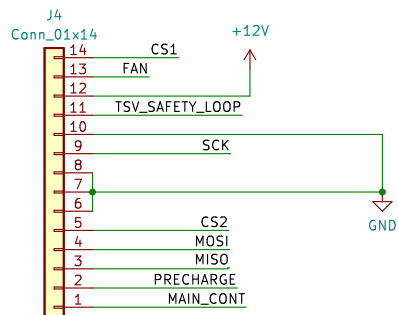 J4
Conn_01x14
+12V
14 CS1
13 FAN
12
11 TSV_SAFETY_LOOP
10
9 SCK
8
7
6
GND
5 CS2
4 MOSI
3 MISO
2 PRECHARGE
1 MAIN_CONT